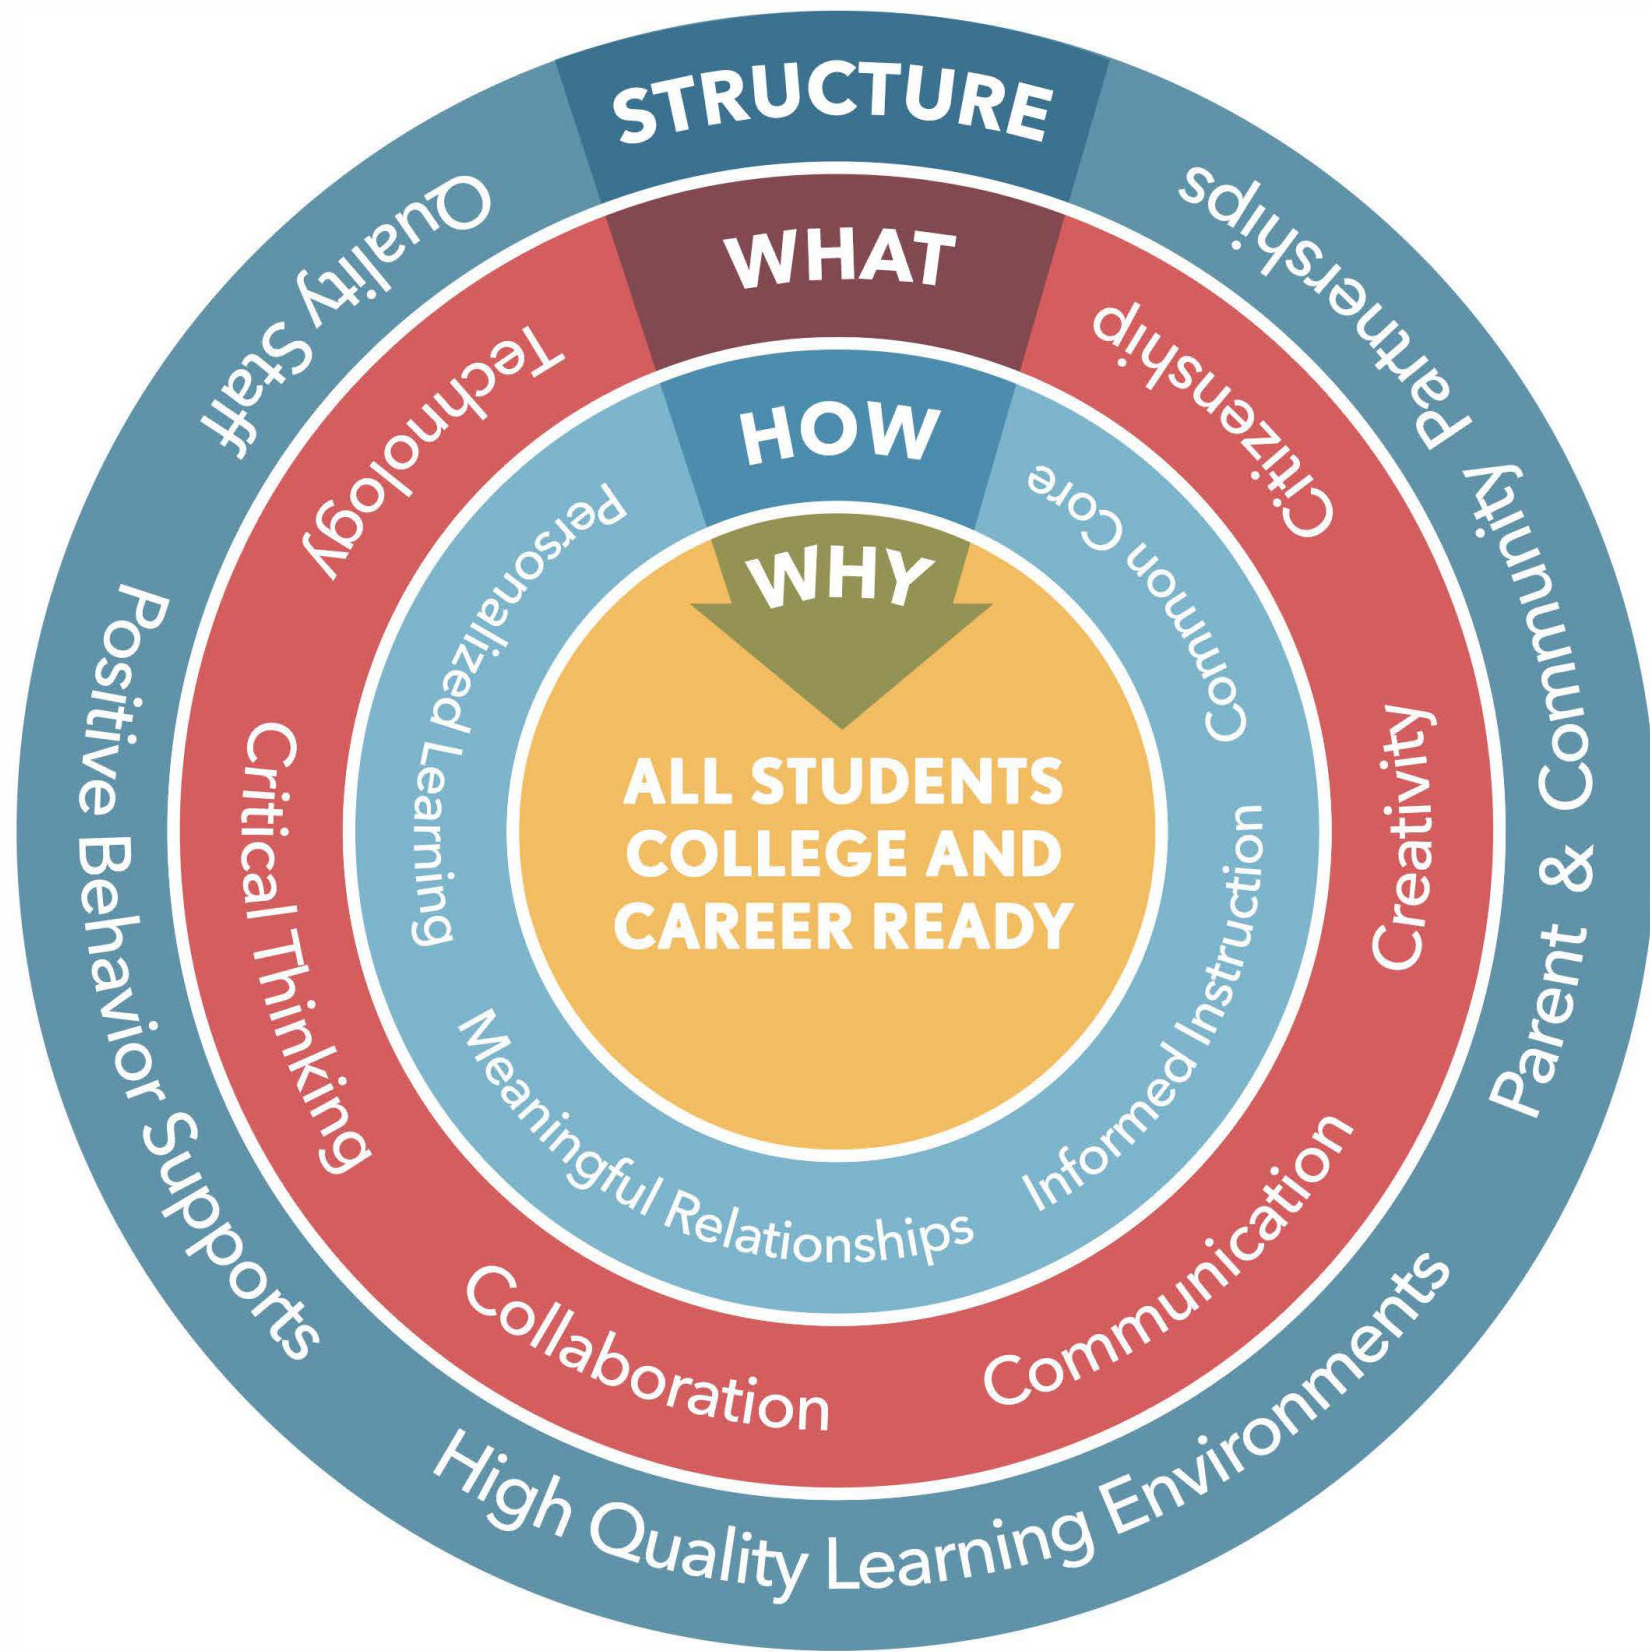 STRUCTURE
Quality Staff
Positive Behavior Supports
High Quality Learning Environments
Parent & Community Partnerships
WHAT
Technology
Critical Thinking
Collaboration
Communication
Creativity
Citizenship
HOW
Personalized Learning
Meaningful Relationships
Informed Instruction
Common Core
WHY
ALL STUDENTS
COLLEGE AND
CAREER READY